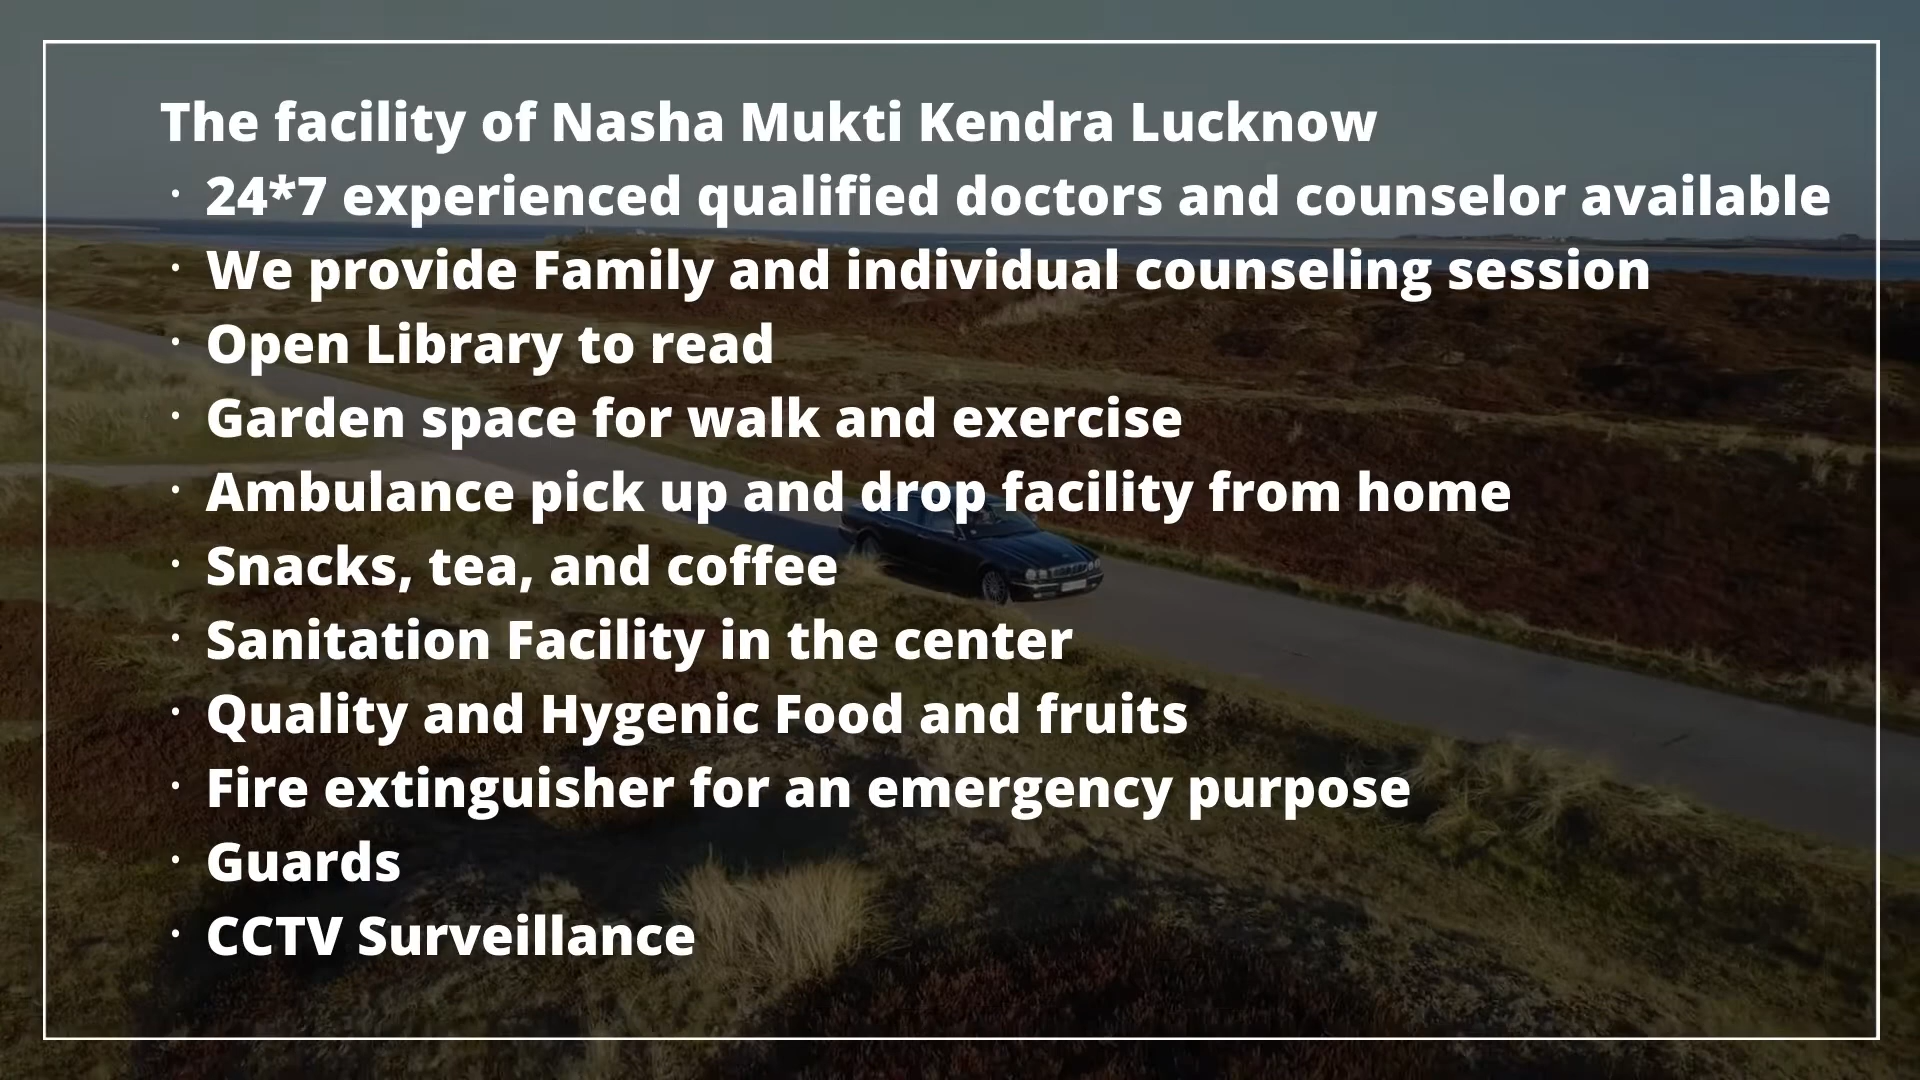 The facility of Nasha Mukti Kendra Lucknow
· 24*7 experienced qualified doctors and counselor available
· We provide Family and individual counseling session
· Open Library to read
· Garden space for walk and exercise
· Ambulance pick up and drop facility from home
· Snacks, tea, and coffee
· Sanitation Facility in the center
· Quality and Hygenic Food and fruits
· Fire extinguisher for an emergency purpose
· Guards
· CCTV Surveillance